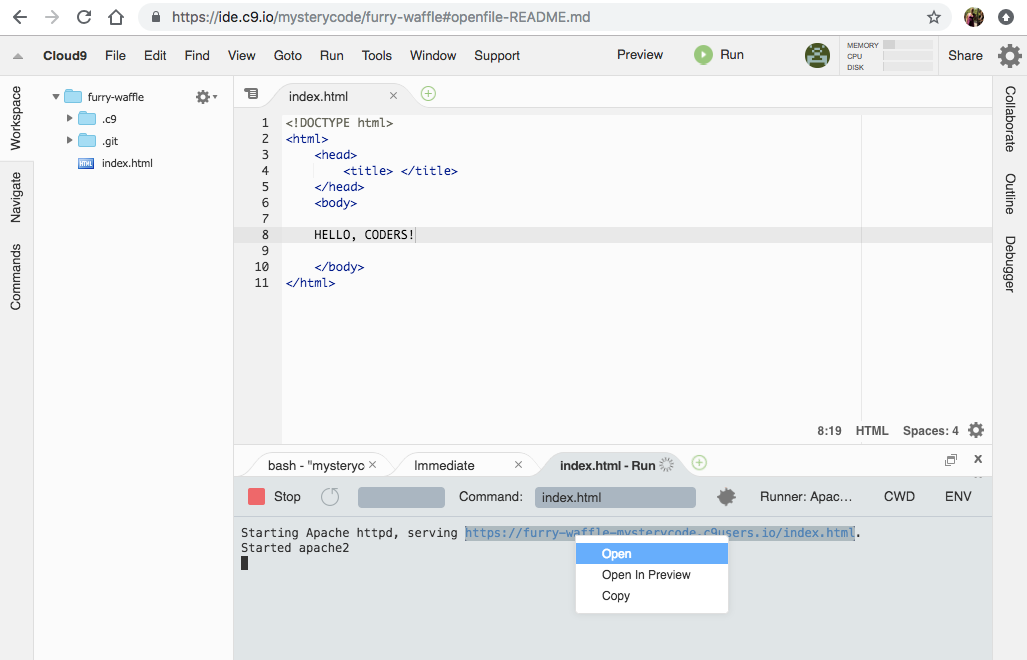 https://ide.c9.io/mysterycode/furry-waffle#openfile-README.md
Cloud9 File Edit Find View Goto Run Tools Window Support Preview Run MEMORY CPU DISK Share
Workspace
Navigate
Commands
furry-waffle
.c9
.git
HTML index.html
index.html
1 <!DOCTYPE html>
2 <html>
3 <head>
4 <title> </title>
5 </head>
6 <body>
7
8 HELLO, CODERS!
9
10 </body>
11 </html>
8:19 HTML Spaces: 4
Collaborate
Outline
Debugger
bash - "mysteryc Immediate index.html - Run
Stop Command: index.html Runner: Apac... CWD ENV
Starting Apache httpd, serving https://furry-waffle-mysterycode.c9users.io/index.html.
Started apache2
Open
Open In Preview
Copy